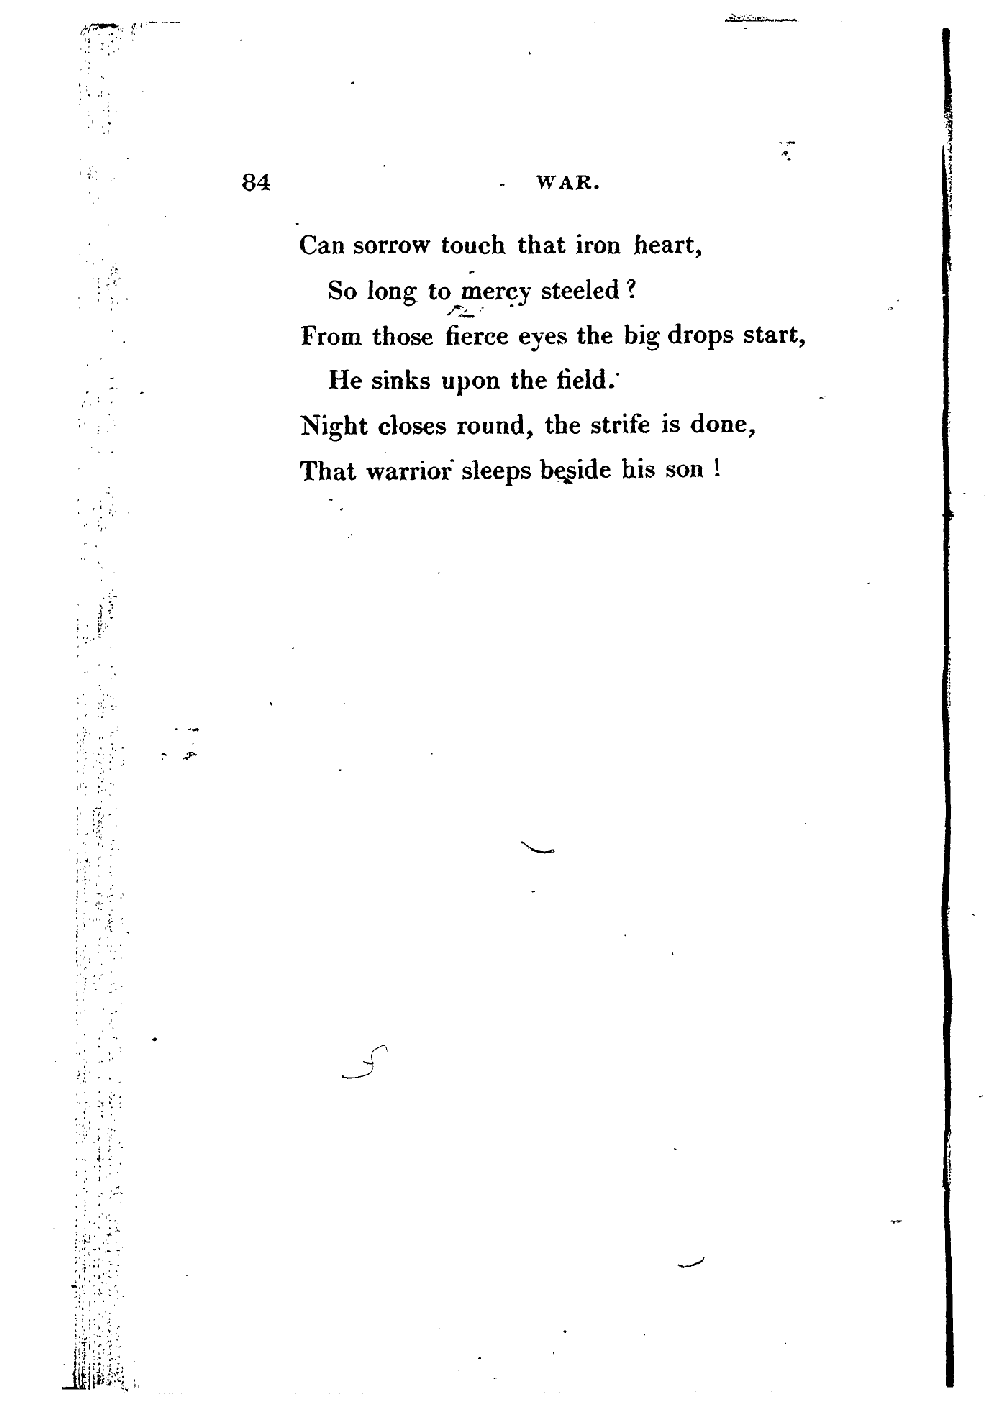 84 WAR.
Can sorrow touch that iron heart,
So long to mercy steeled ?
From those fierce eyes the big drops start,
He sinks upon the field.
Night closes round, the strife is done,
That warrior sleeps beside his son !